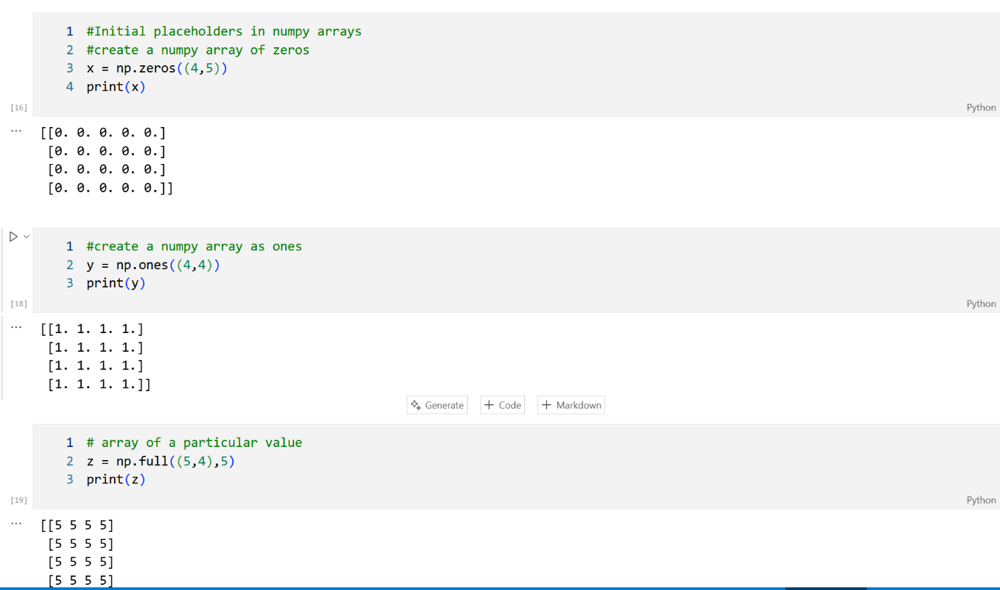 1 #Initial placeholders in numpy arrays
2 #create a numpy array of zeros
3 x = np.zeros((4,5))
4 print(x)
[16]
Python
... [[0. 0. 0. 0. 0.]
[0. 0. 0. 0. 0.]
[0. 0. 0. 0. 0.]
[0. 0. 0. 0. 0.]]
1 #create a numpy array as ones
2 y = np.ones((4,4))
3 print(y)
[18]
Python
... [[1. 1. 1. 1.]
[1. 1. 1. 1.]
[1. 1. 1. 1.]
[1. 1. 1. 1.]]
Generate + Code + Markdown
1 # array of a particular value
2 z = np.full((5,4),5)
3 print(z)
[19]
Python
... [[5 5 5 5]
[5 5 5 5]
[5 5 5 5]
[5 5 5 5]